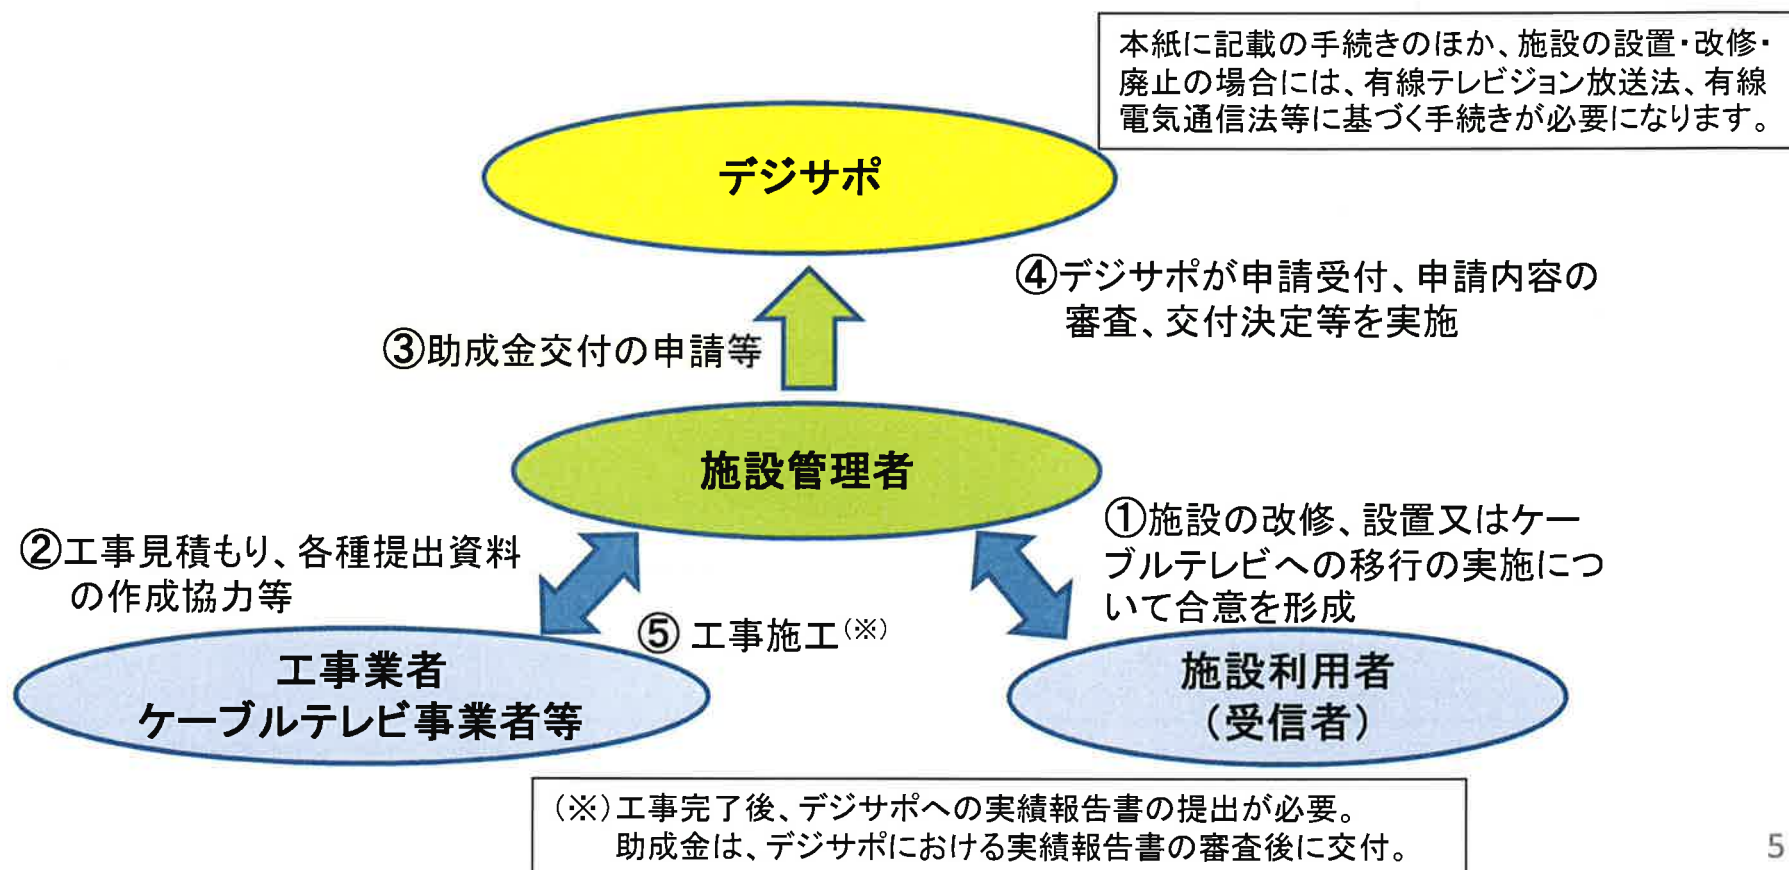 本紙に記載の手続きのほか、施設の設置・改修・
廃止の場合には、有線テレビジョン放送法、有線
電気通信法等に基づく手続きが必要になります。
デジサポ
④デジサポが申請受付、申請内容の
審査、交付決定等を実施
③助成金交付の申請等
施設管理者
①施設の改修、設置又はケー
ブルテレビへの移行の実施につ
いて合意を形成
②工事見積もり、各種提出資料
の作成協力等
⑤ 工事施工(※)
工事業者
ケーブルテレビ事業者等
施設利用者
(受信者)
(※)工事完了後、デジサポへの実績報告書の提出が必要。
助成金は、デジサポにおける実績報告書の審査後に交付。
5